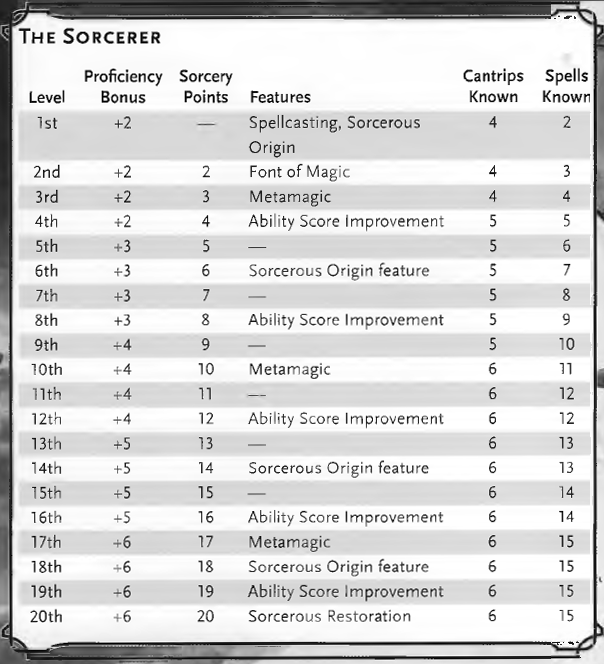 THE SORCERER
Proficiency Sorcery Cantrips Spells
Level Bonus Points Features Known Known
1st +2 — Spellcasting, Sorcerous 4 2
Origin
2nd +2 2 Font of Magic 4 3
3rd +2 3 Metamagic 4 4
4th +2 4 Ability Score Improvement 5 5
5th +3 5 — 5 6
6th +3 6 Sorcerous Origin feature 5 7
7th +3 7 — 5 8
8th +3 8 Ability Score Improvement 5 9
9th +4 9 — 5 10
10th +4 10 Metamagic 6 11
11th +4 11 — 6 12
12th +4 12 Ability Score Improvement 6 12
13th +5 13 — 6 13
14th +5 14 Sorcerous Origin feature 6 13
15th +5 15 — 6 14
16th +5 16 Ability Score Improvement 6 14
17th +6 17 Metamagic 6 15
18th +6 18 Sorcerous Origin feature 6 15
19th +6 19 Ability Score Improvement 6 15
20th +6 20 Sorcerous Restoration 6 15